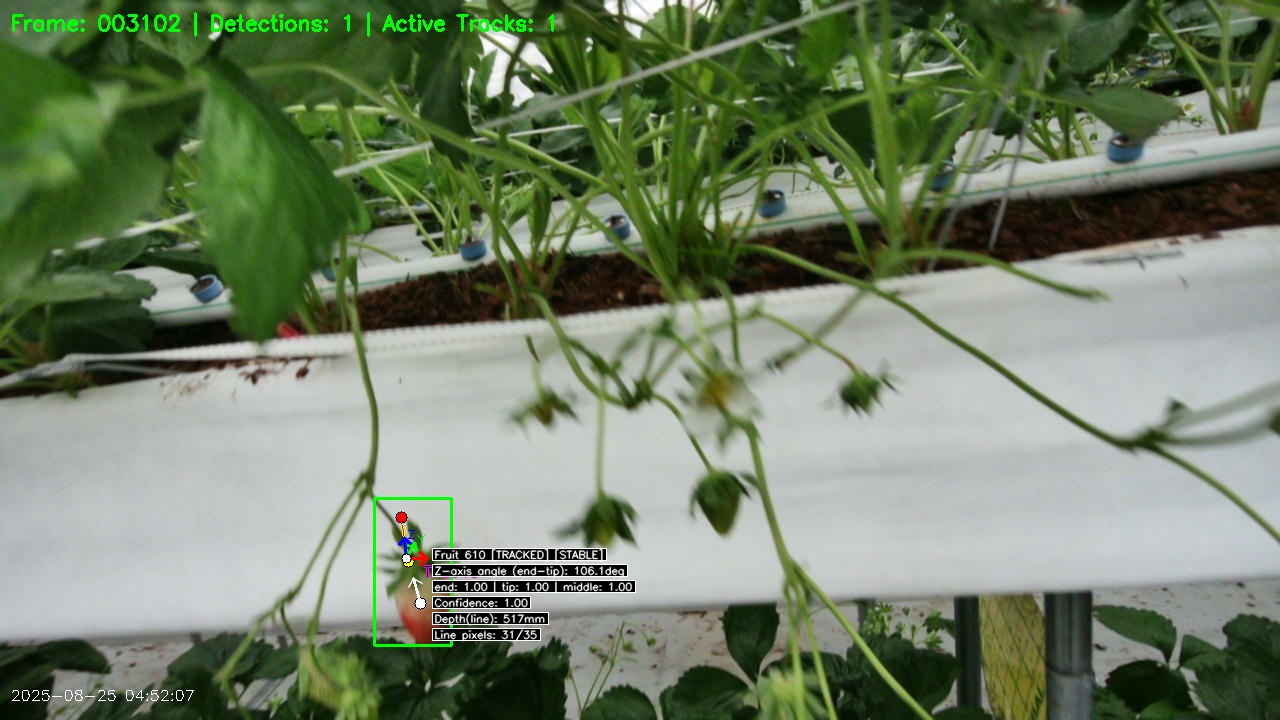 Frame: 003102 | Detections: 1 | Active Tracks: 1
Fruit 610 [TRACKED] [STABLE]
Z-axis angle (end-tip): 106.1deg
end: 1.00 | tip: 1.00 | middle: 1.00
Confidence: 1.00
Depth(line): 517mm
Line pixels: 31/35
2025-08-25 04:52:07